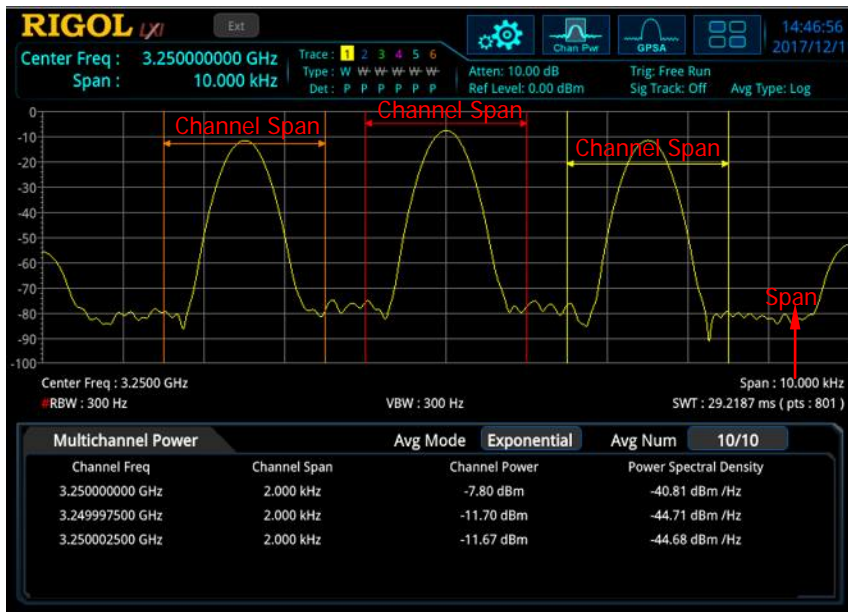 RIGOL LXI Ext 14:46:56
Chan Pwr GPSA 2017/12/1
Center Freq : 3.250000000 GHz Trace : 1 2 3 4 5 6
Span : 10.000 kHz Type : W W W W W W Atten: 10.00 dB Trig: Free Run
Det : P P P P P P Ref Level: 0.00 dBm Sig Track: Off Avg Type: Log
0
Channel Span Channel Span Channel Span
-10
-20
-30
-40
-50
-60
-70
Span
-80
-90
-100
Center Freq : 3.2500 GHz Span : 10.000 kHz
#RBW : 300 Hz VBW : 300 Hz SWT : 29.2187 ms ( pts : 801 )
Multichannel Power Avg Mode Exponential Avg Num 10/10
Channel Freq Channel Span Channel Power Power Spectral Density
3.250000000 GHz 2.000 kHz -7.80 dBm -40.81 dBm /Hz
3.249997500 GHz 2.000 kHz -11.70 dBm -44.71 dBm /Hz
3.250002500 GHz 2.000 kHz -11.67 dBm -44.68 dBm /Hz